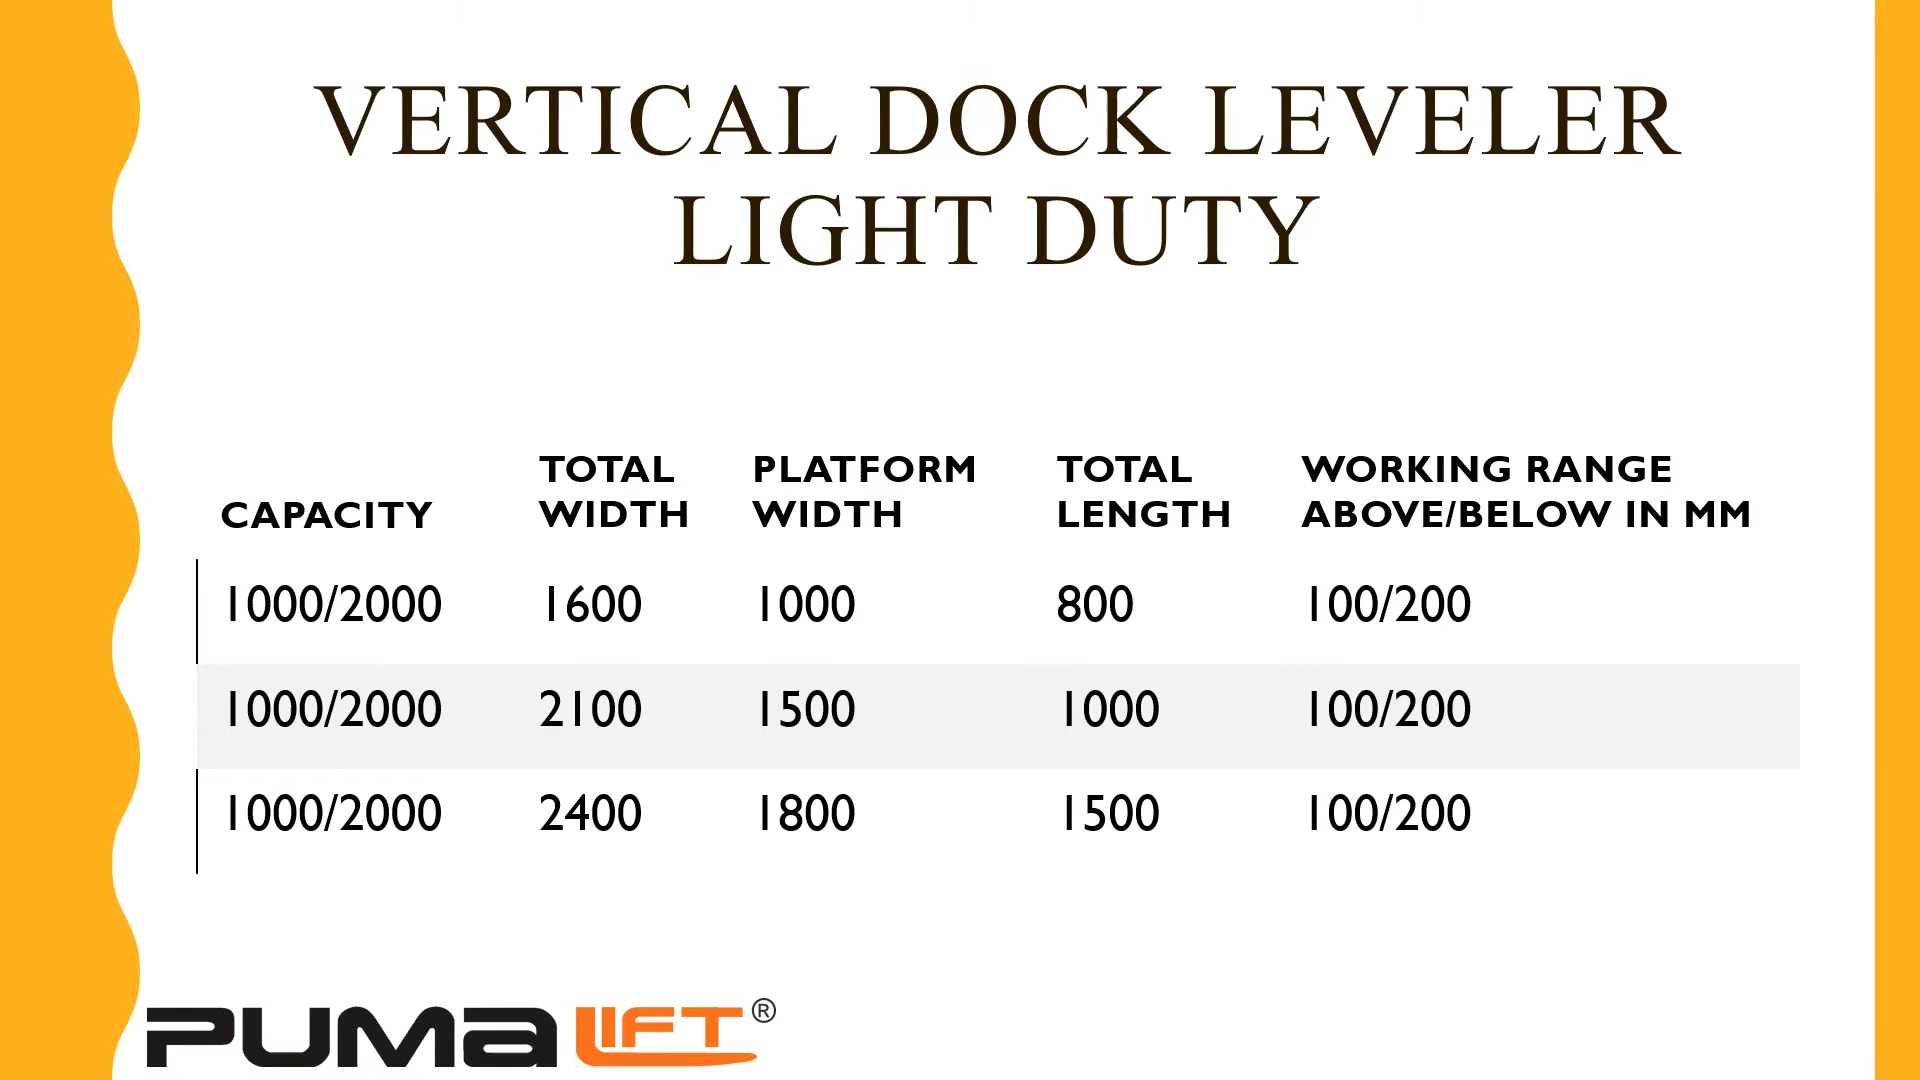 VERTICAL DOCK LEVELER
LIGHT DUTY
CAPACITY TOTAL WIDTH PLATFORM WIDTH TOTAL LENGTH WORKING RANGE ABOVE/BELOW IN MM
1000/2000 1600 1000 800 100/200
1000/2000 2100 1500 1000 100/200
1000/2000 2400 1800 1500 100/200
PUMA LIFT®